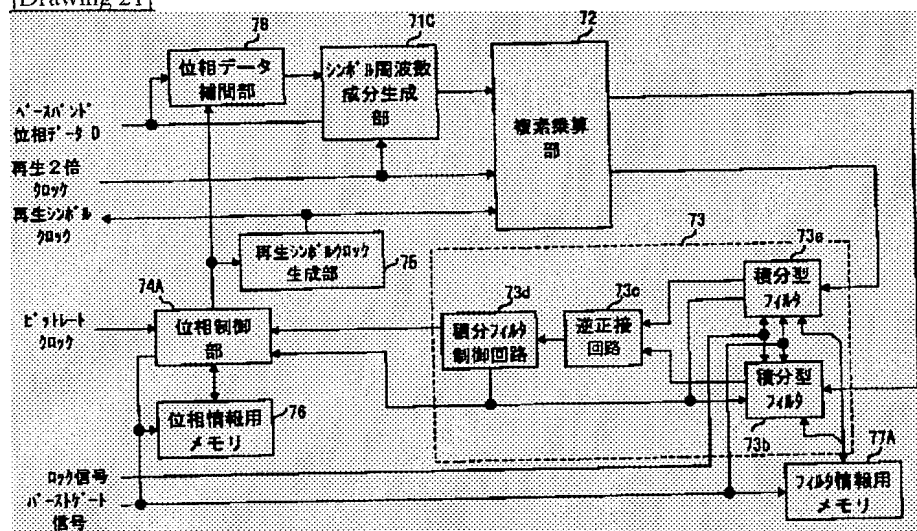 [Drawing 21]
78
位相データ
補間部
71C
シンボル周波数
成分生成
部
72
複素乗算
部
ベースバンド
位相データ D
再生2倍
クロック
再生シンボル
クロック
再生シンボルクロック
生成部
75
73
73a
積分型
フィルタ
74A
位相制御
部
73d
積分フィルタ
制御回路
73c
逆正接
回路
ビットレート
クロック
積分型
フィルタ
73b
位相情報用
メモリ
76
77A
フィルタ情報用
メモリ
ロック信号
バーストゲート
信号